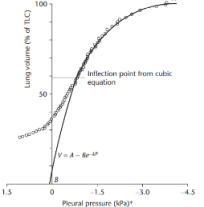 100
50
Lung volume (% of TLC)
Inflection point from cubic
equation
V = A – Be⁻ᵏᴾ
B
1.5 0 -1.5 -3.0 -4.5
Pleural pressure (kPa)*